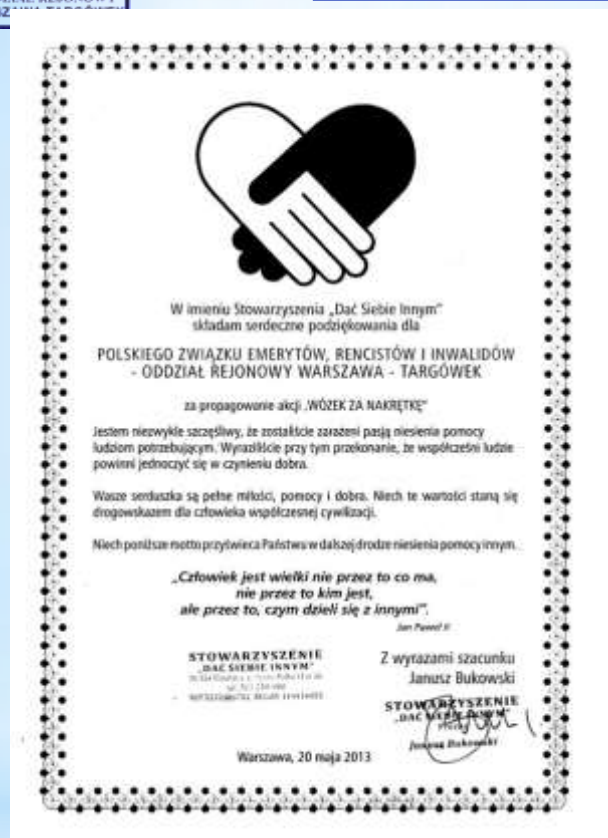 W imieniu Stowarzyszenia „Dać Siebie Innym"
składam serdeczne podziękowania dla
POLSKIEGO ZWIĄZKU EMERYTÓW, RENCISTÓW I INWALIDÓW
- ODDZIAŁ REJONOWY WARSZAWA - TARGÓWEK
za propagowanie akcji „WÓZEK ZA NAKRĘTKĘ"
Jestem niezwykle szczęśliwy, że zostaliście zarażeni pasją niesienia pomocy
ludziom potrzebującym. Wyraziliście przy tym przekonanie, że współcześni ludzie
powinni jednoczyć się w czynieniu dobra.
Wasze serduszka są pełne miłości, pomocy i dobra. Niech te wartości staną się
drogowskazem dla człowieka współczesnej cywilizacji.
Niech poniższe motto przyświeca Państwu w dalszej drodze niesienia pomocy innym.
„Człowiek jest wielki nie przez to co ma,
nie przez to kim jest,
ale przez to, czym dzieli się z innymi".
Jan Paweł II
STOWARZYSZENIE
„DAĆ SIEBIE INNYM"
Z wyrazami szacunku
Janusz Bukowski
STOWARZYSZENIE
„DAĆ SIEBIE INNYM"
Janusz Bukowski
Warszawa, 20 maja 2013